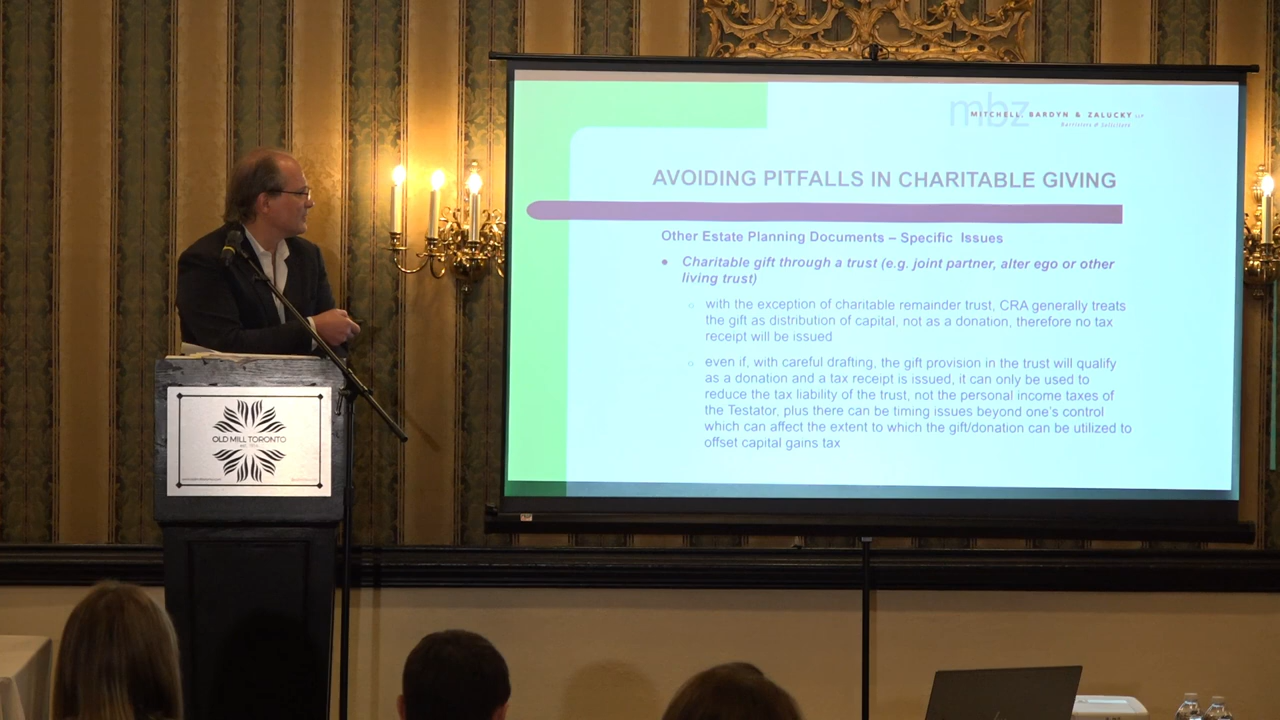 mbz
MITCHELL, BARDYN & ZALUCKY LLP
Barristers & Solicitors
AVOIDING PITFALLS IN CHARITABLE GIVING
Other Estate Planning Documents – Specific Issues
• Charitable gift through a trust (e.g. joint partner, alter ego or other
living trust)
o with the exception of charitable remainder trust, CRA generally treats
the gift as distribution of capital, not as a donation, therefore no tax
receipt will be issued
o even if, with careful drafting, the gift provision in the trust will qualify
as a donation and a tax receipt is issued, it can only be used to
reduce the tax liability of the trust, not the personal income taxes of
the Testator, plus there can be timing issues beyond one's control
which can affect the extent to which the gift/donation can be utilized to
offset capital gains tax
OLD MILL TORONTO